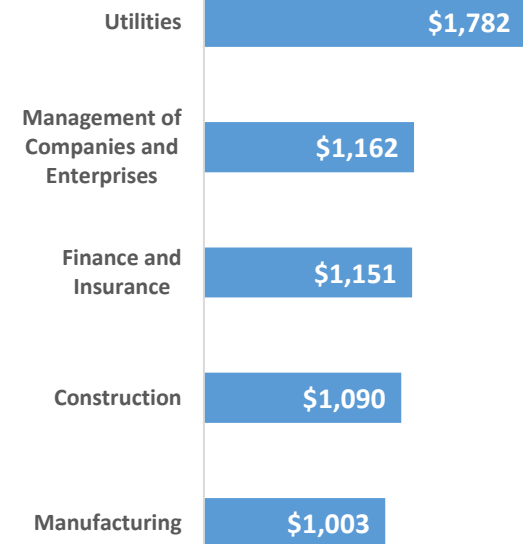 Utilities $1,782
Management of
Companies and
Enterprises
$1,162
Finance and
Insurance
$1,151
Construction $1,090
Manufacturing $1,003